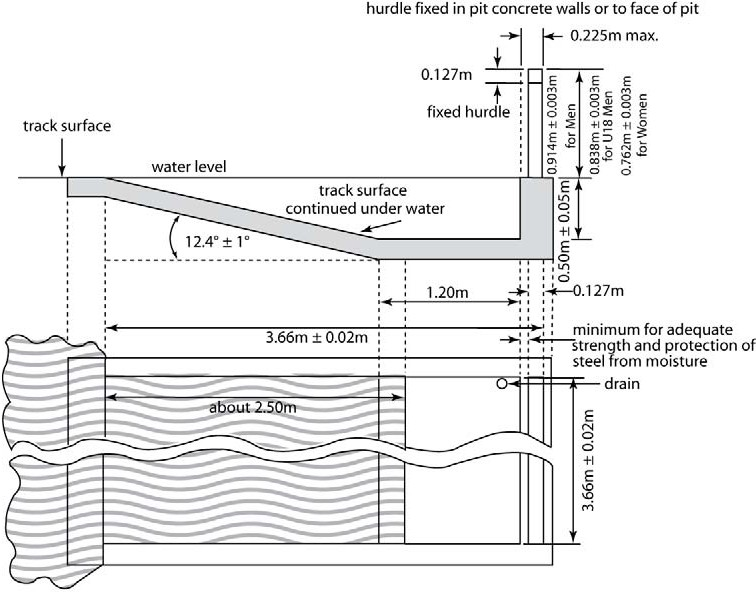 hurdle fixed in pit concrete walls or to face of pit
0.225m max.
0.127m
fixed hurdle
0.914m ± 0.003m
for Men
0.838m ± 0.003m
for U18 Men
0.762m ± 0.003m
for Women
track surface
water level
track surface
continued under water
12.4° ± 1°
0.50m ± 0.05m
1.20m
0.127m
3.66m ± 0.02m
minimum for adequate
strength and protection of
steel from moisture
drain
about 2.50m
3.66m ± 0.02m